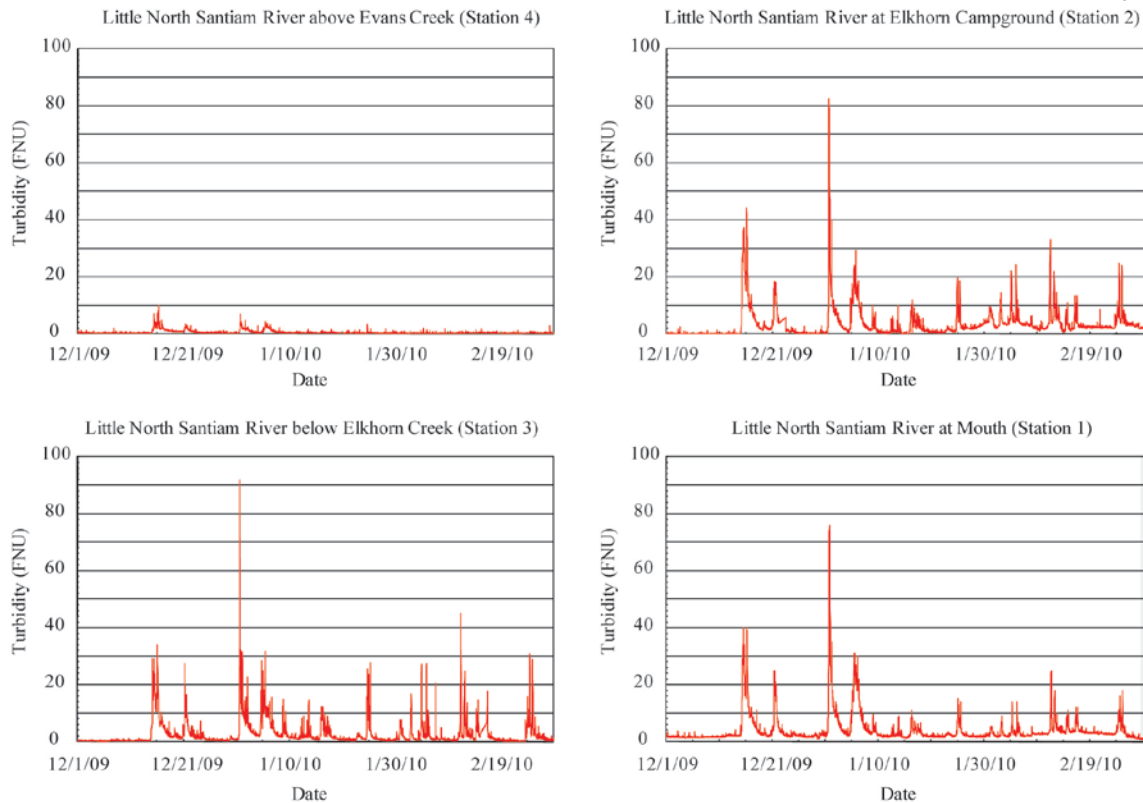 Little North Santiam River above Evans Creek (Station 4)
100
80
60
40
20
0
Turbidity (FNU)
12/1/09 12/21/09 1/10/10 1/30/10 2/19/10
Date
Little North Santiam River at Elkhorn Campground (Station 2)
100
80
60
40
20
0
Turbidity (FNU)
12/1/09 12/21/09 1/10/10 1/30/10 2/19/10
Date
Little North Santiam River below Elkhorn Creek (Station 3)
100
80
60
40
20
0
Turbidity (FNU)
12/1/09 12/21/09 1/10/10 1/30/10 2/19/10
Date
Little North Santiam River at Mouth (Station 1)
100
80
60
40
20
0
Turbidity (FNU)
12/1/09 12/21/09 1/10/10 1/30/10 2/19/10
Date